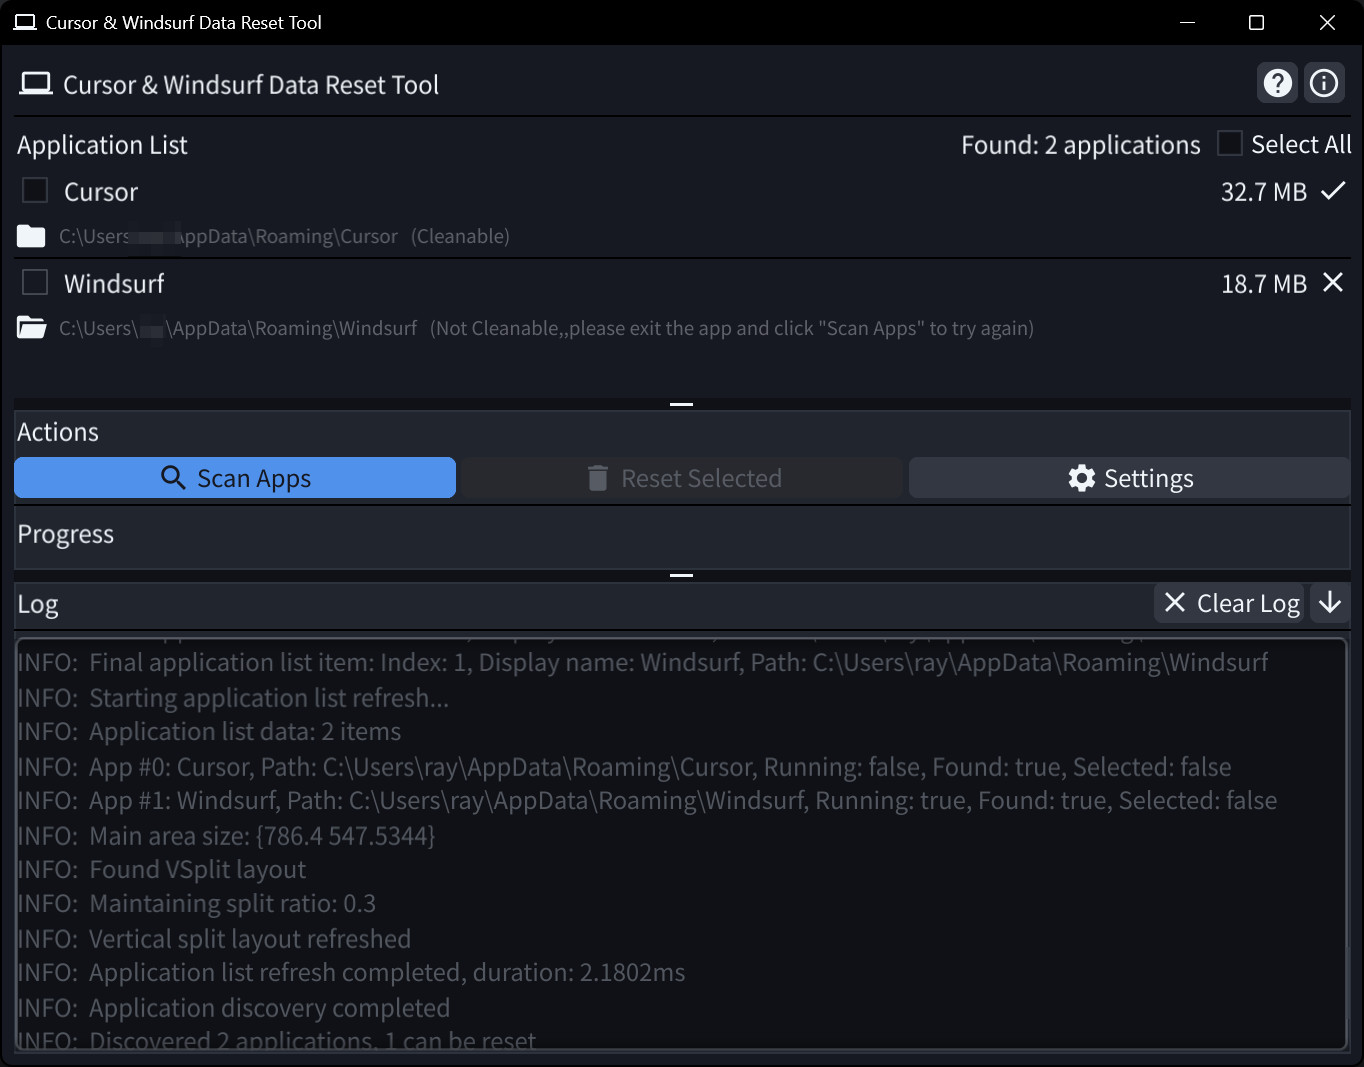 Cursor & Windsurf Data Reset Tool
Cursor & Windsurf Data Reset Tool
Application List
Found: 2 applications
Select All
Cursor
32.7 MB
C:\Users AppData\Roaming\Cursor (Cleanable)
Windsurf
18.7 MB
C:\Users\ \AppData\Roaming\Windsurf (Not Cleanable,,please exit the app and click "Scan Apps" to try again)
Actions
Scan Apps
Reset Selected
Settings
Progress
Log
Clear Log
INFO: Final application list item: Index: 1, Display name: Windsurf, Path: C:\Users\ray\AppData\Roaming\Windsurf
INFO: Starting application list refresh...
INFO: Application list data: 2 items
INFO: App #0: Cursor, Path: C:\Users\ray\AppData\Roaming\Cursor, Running: false, Found: true, Selected: false
INFO: App #1: Windsurf, Path: C:\Users\ray\AppData\Roaming\Windsurf, Running: true, Found: true, Selected: false
INFO: Main area size: {786.4 547.5344}
INFO: Found VSplit layout
INFO: Maintaining split ratio: 0.3
INFO: Vertical split layout refreshed
INFO: Application list refresh completed, duration: 2.1802ms
INFO: Application discovery completed
INFO: Discovered 2 applications, 1 can be reset